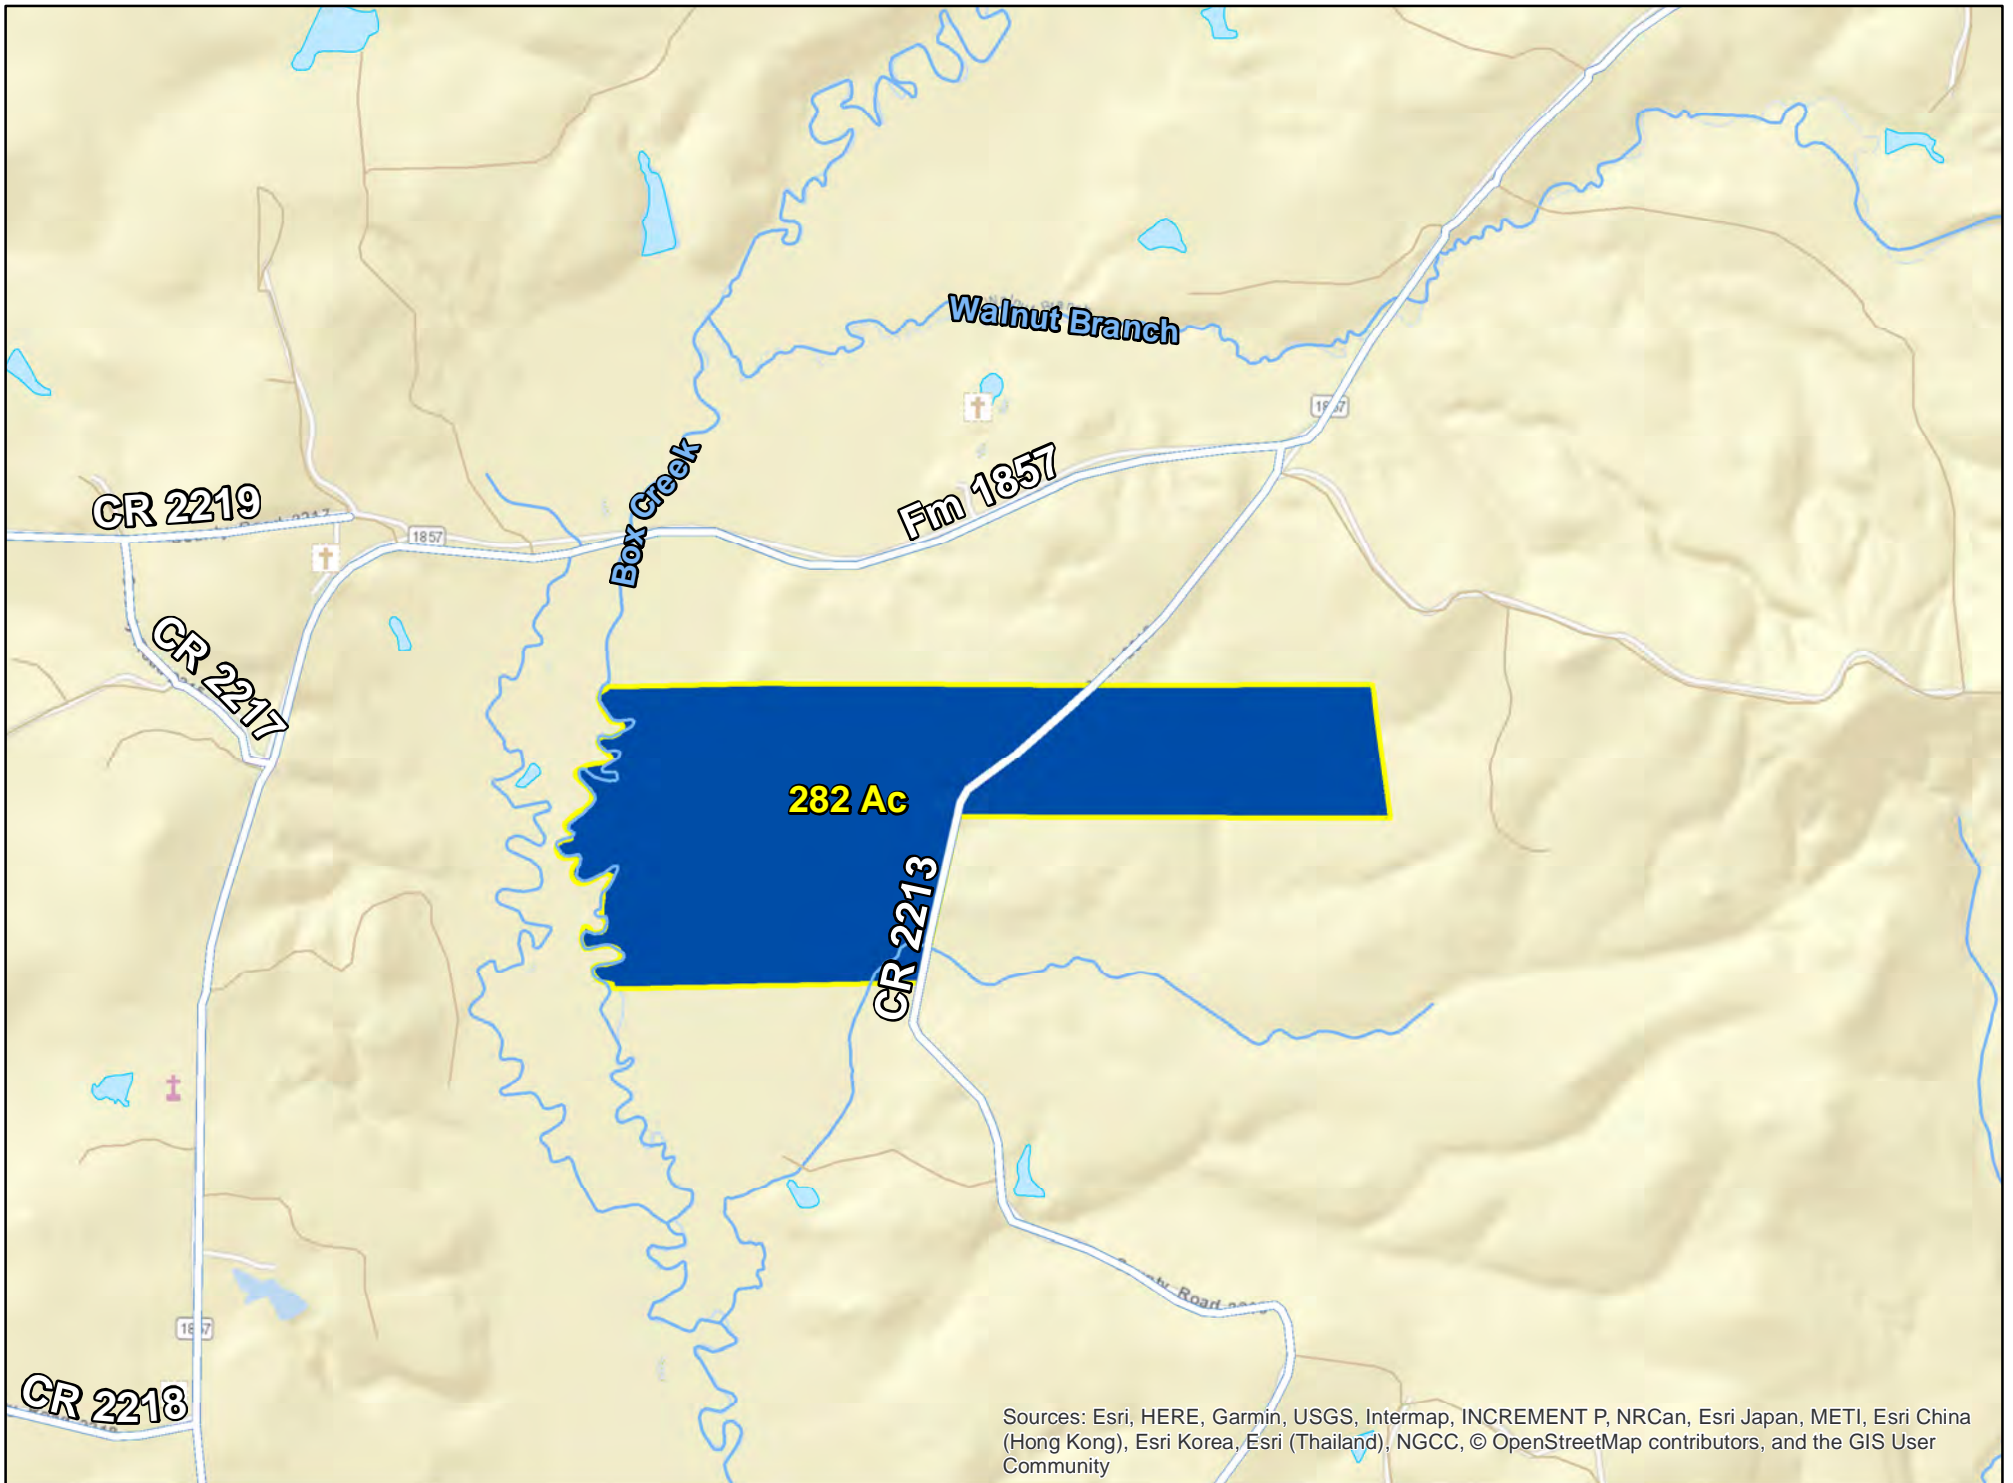 Walnut Branch
1857
Box Creek
Fm 1857
CR 2219
1857
CR 2217
282 Ac
CR 2213
County Road
1857
CR 2218
Sources: Esri, HERE, Garmin, USGS, Intermap, INCREMENT P, NRCan, Esri Japan, METI, Esri China
(Hong Kong), Esri Korea, Esri (Thailand), NGCC, © OpenStreetMap contributors, and the GIS User
Community